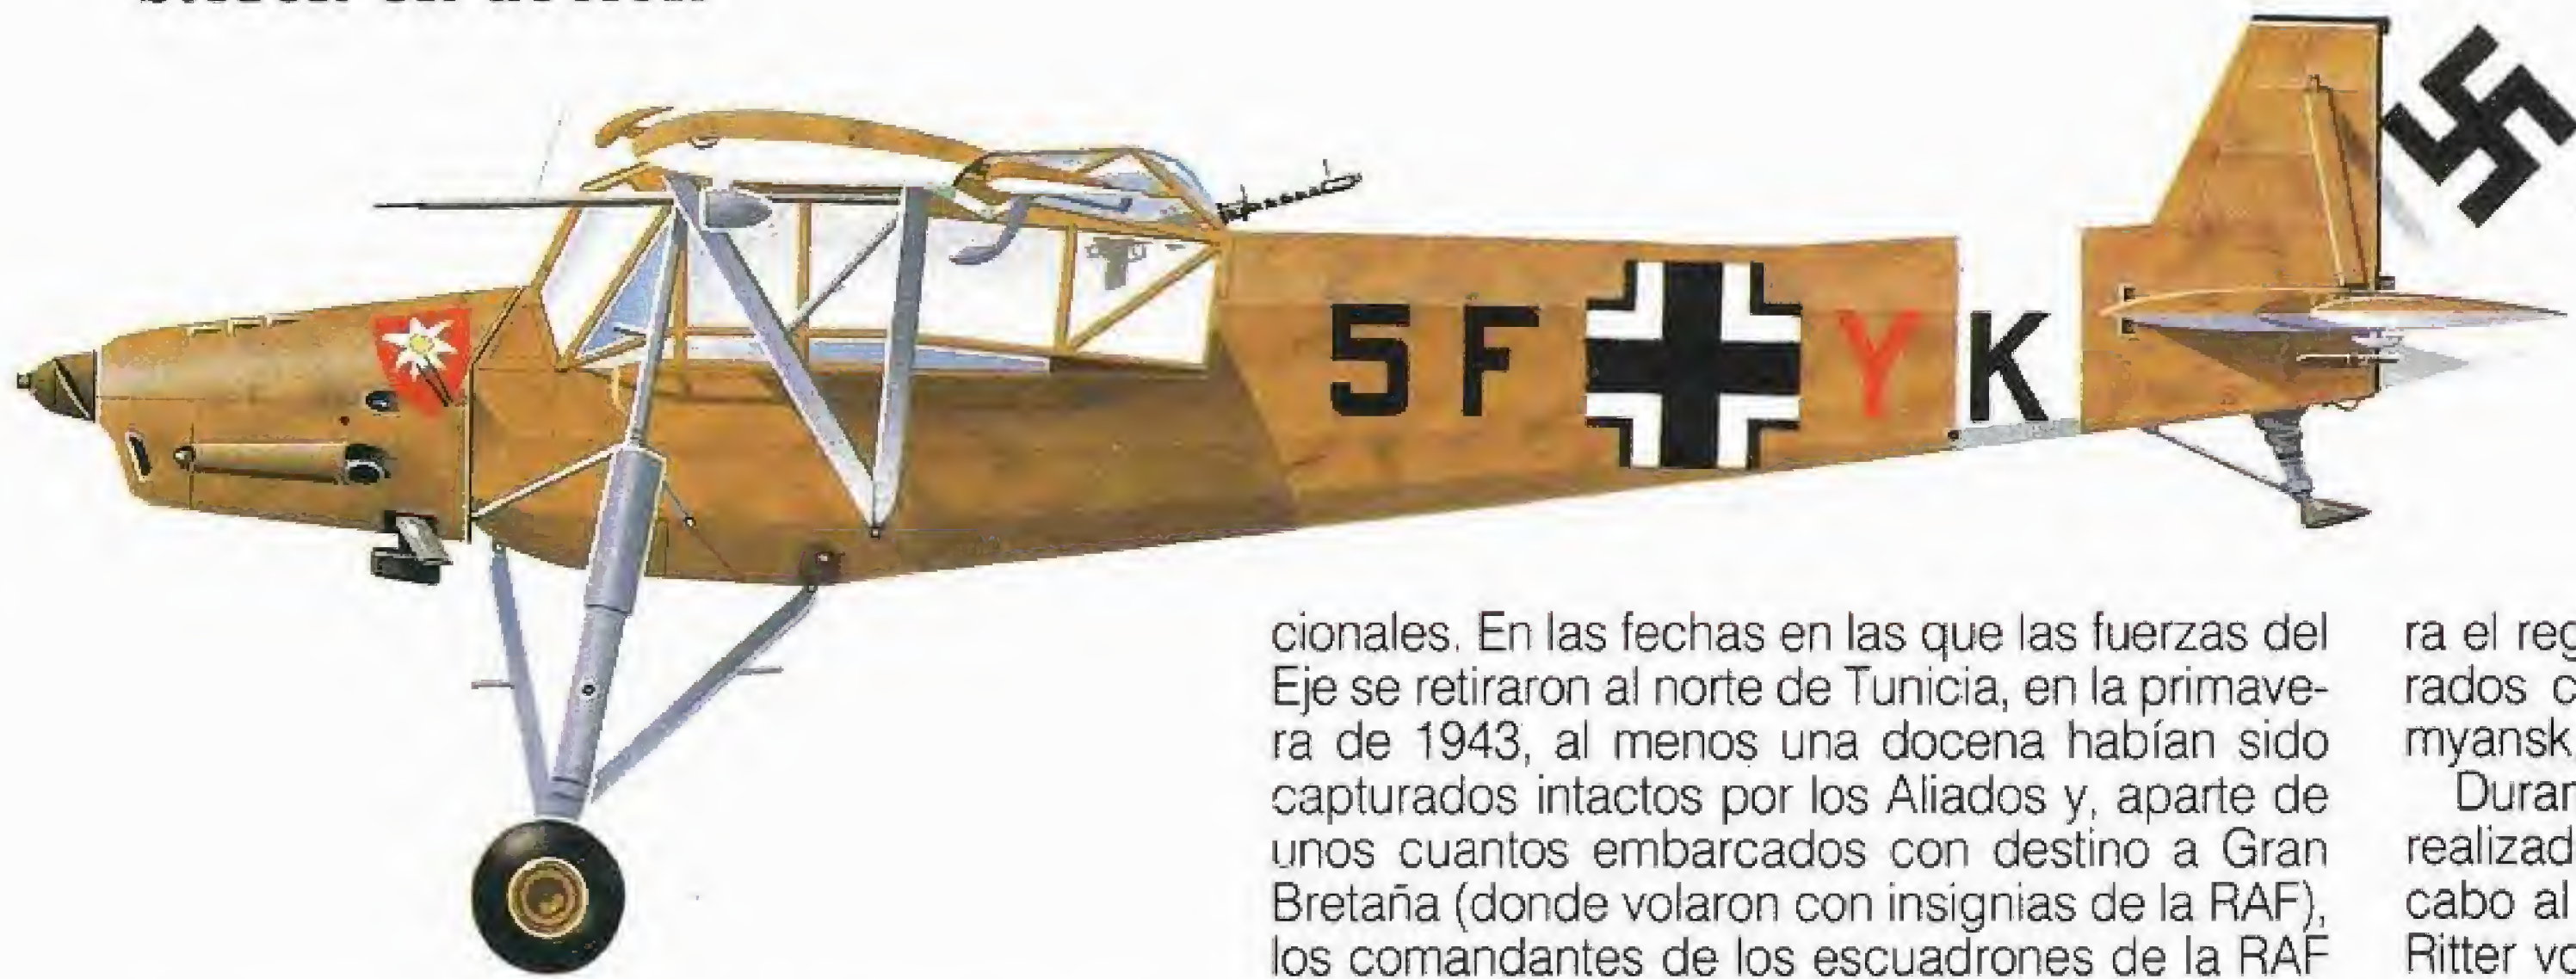 5F YK
cionales. En las fechas en las que las fuerzas del
Eje se retiraron al norte de Tunicia, en la primave-
ra de 1943, al menos una docena habían sido
capturados intactos por los Aliados y, aparte de
unos cuantos embarcados con destino a Gran
Bretaña (donde volaron con insignias de la RAF),
los comandantes de los escuadrones de la RAF
ra el reg
rados c
myansk
Duran
realizad
cabo al
Ritter vo